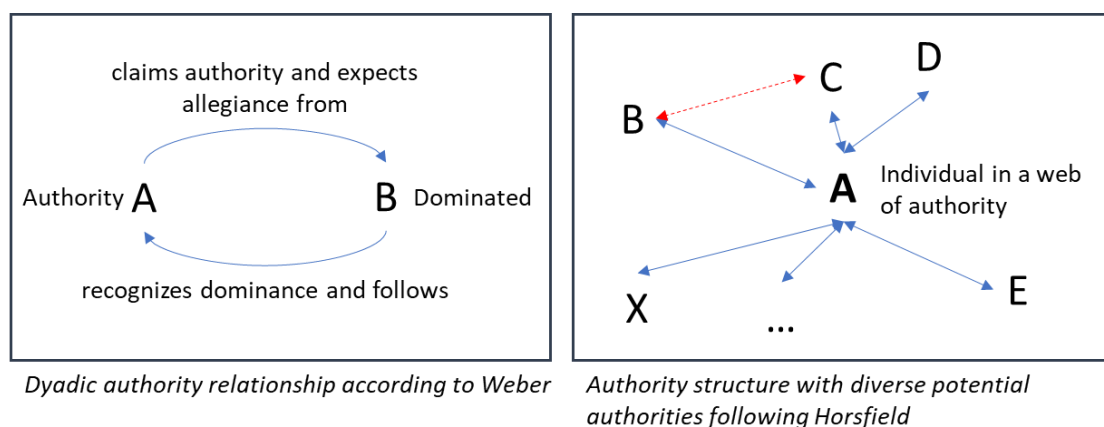 claims authority and expects
allegiance from
Authority A
B Dominated
recognizes dominance and follows
Dyadic authority relationship according to Weber
D
C
B
A
Individual in a web
of authority
X
...
E
Authority structure with diverse potential
authorities following Horsfield